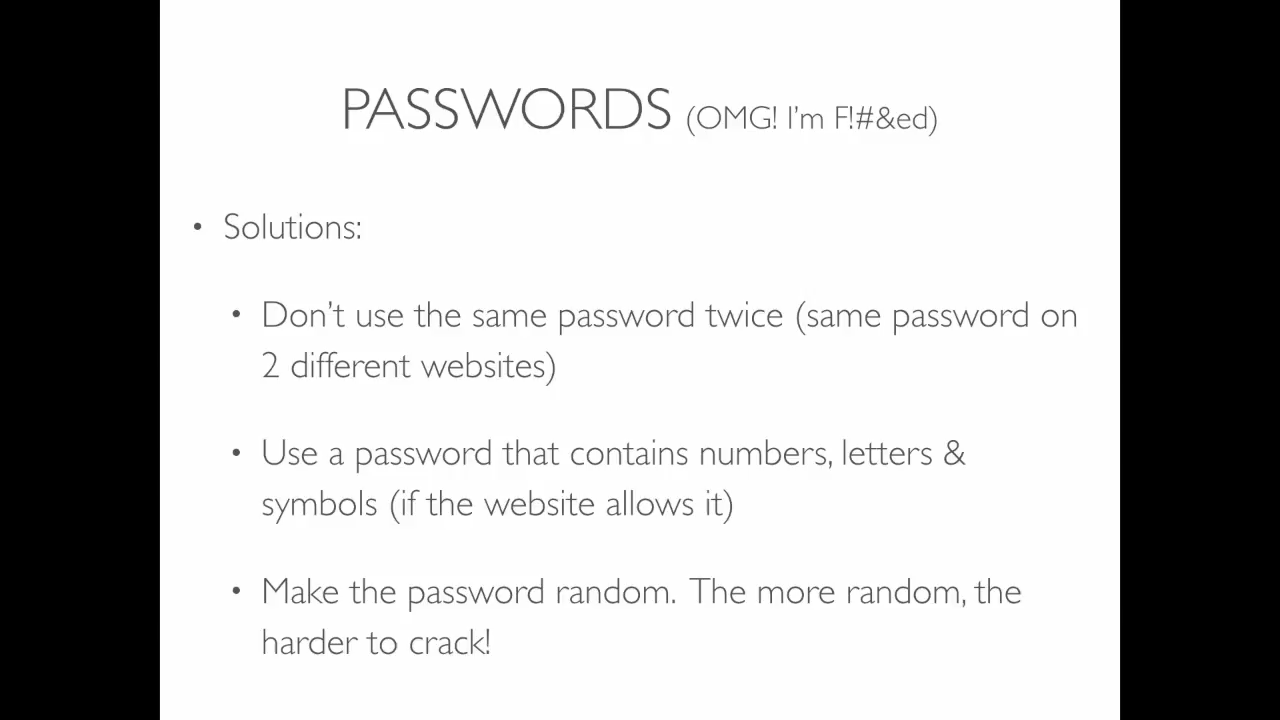 PASSWORDS (OMG! I'm F!#&ed)
• Solutions:
• Don't use the same password twice (same password on
2 different websites)
• Use a password that contains numbers, letters &
symbols (if the website allows it)
• Make the password random. The more random, the
harder to crack!